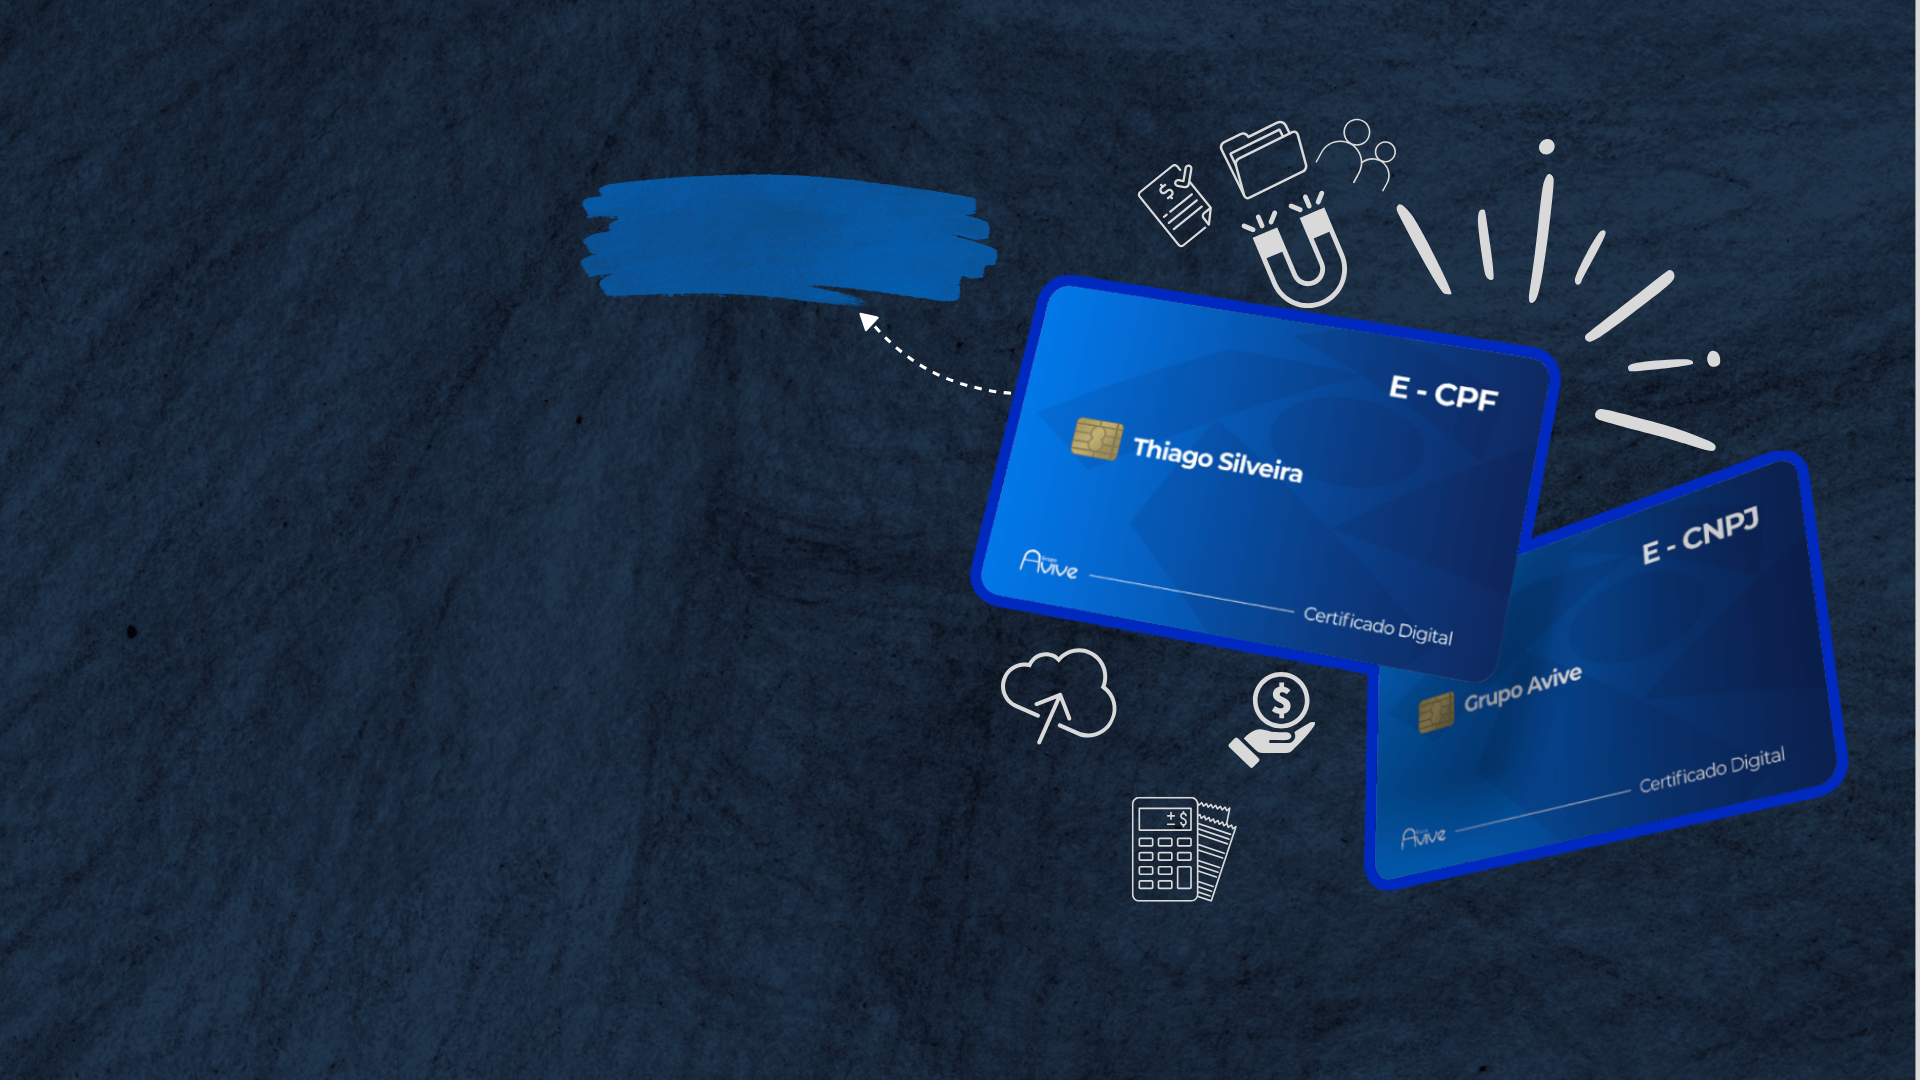 E - CPF
Thiago Silveira
Avive
Certificado Digital
E - CNPJ
Grupo Avive
Avive
Certificado Digital
$
$
± $